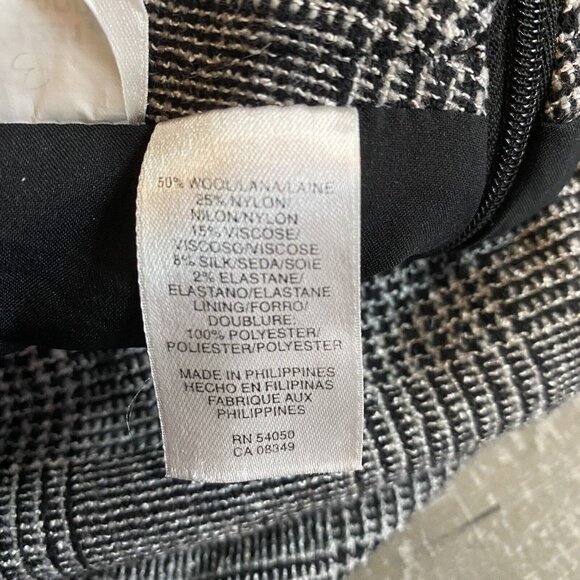 50% WOOL/LANA/LAINE
25% NYLON/
NILON/NYLON
15% VISCOSE/
VISCOSO/VISCOSE
8% SILK/SEDA/SOIE
2% ELASTANE/
ELASTANO/ELASTANE
LINING/FORRO/
DOUBLURE:
100% POLYESTER/
POLIESTER/POLYESTER
MADE IN PHILIPPINES
HECHO EN FILIPINAS
FABRIQUE AUX
PHILIPPINES
RN 54050
CA 08349